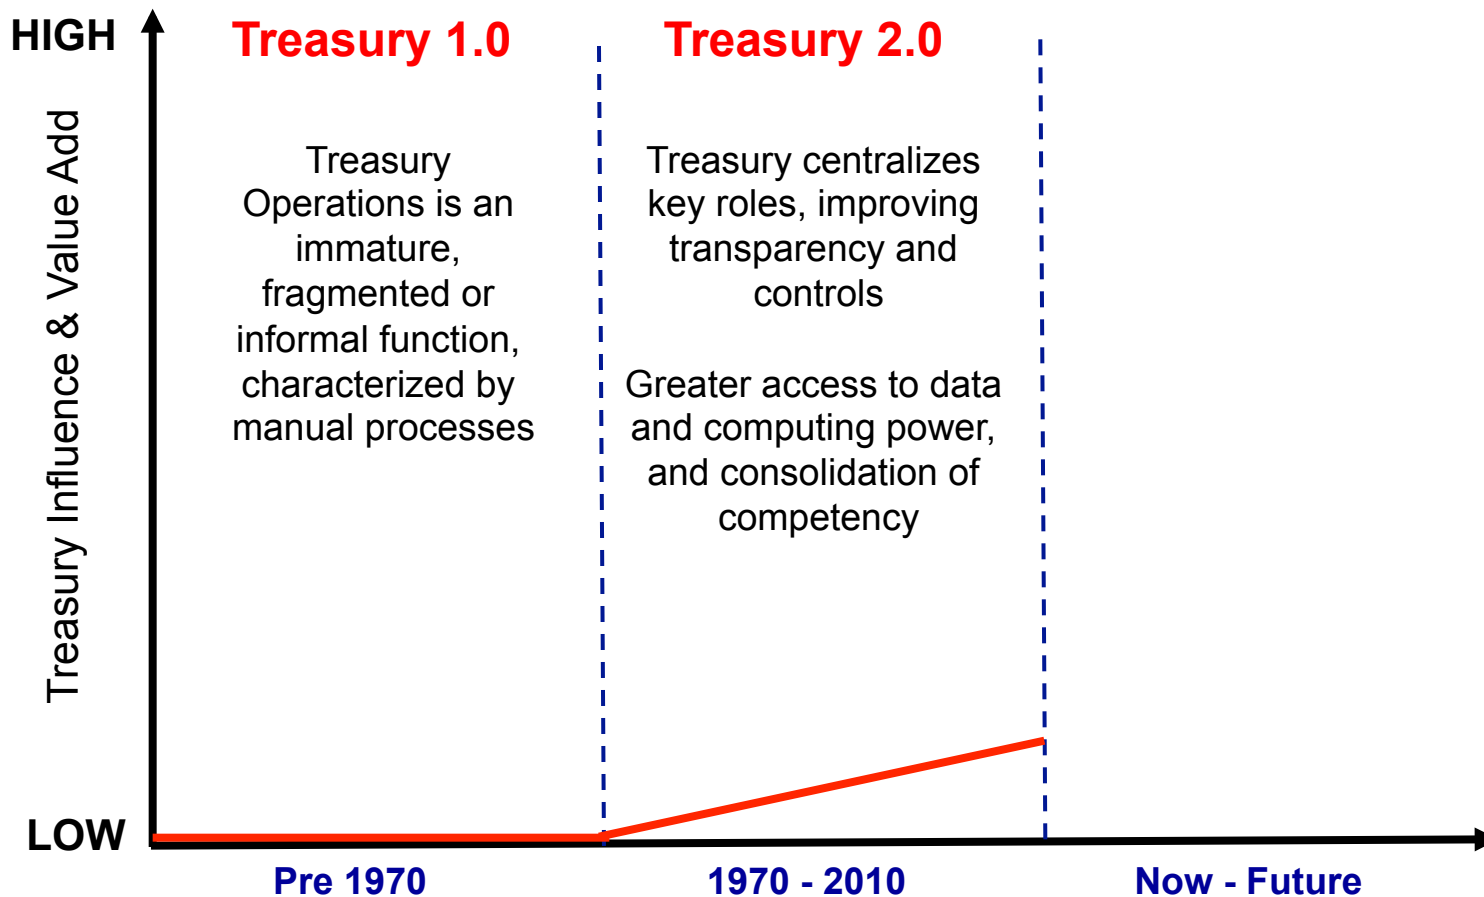 HIGH
Treasury Influence & Value Add
LOW
Treasury 1.0
Treasury
Operations is an
immature,
fragmented or
informal function,
characterized by
manual processes
Treasury 2.0
Treasury centralizes
key roles, improving
transparency and
controls
Greater access to data
and computing power,
and consolidation of
competency
Pre 1970
1970 - 2010
Now - Future